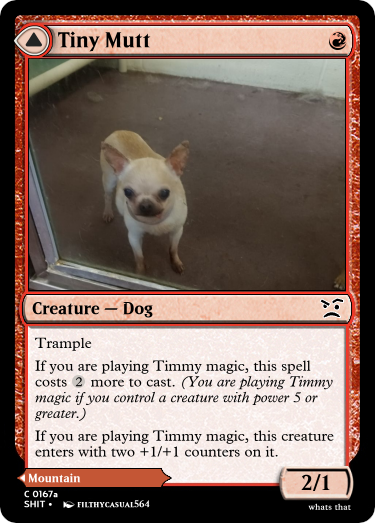 Tiny Mutt
Creature — Dog
Trample
If you are playing Timmy magic, this spell
costs 2 more to cast. (You are playing Timmy
magic if you control a creature with power 5 or
greater.)
If you are playing Timmy magic, this creature
enters with two +1/+1 counters on it.
Mountain
2/1
C 0167a
SHIT • FILTHYCASUAL564
whats that